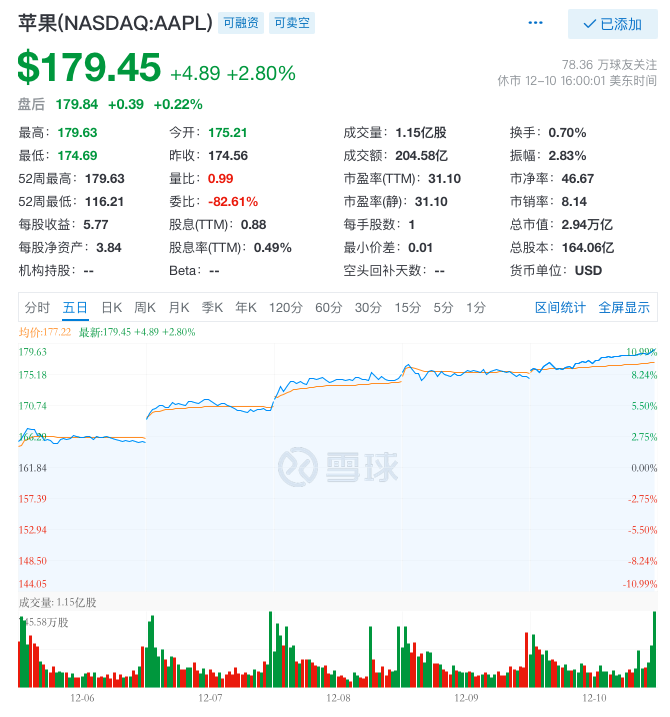 苹果(NASDAQ:AAPL) 可融资 可卖空 ··· 已添加
$179.45 +4.89 +2.80% 78.36 万球友关注
休市 12-10 16:00:01 美东时间
盘后 179.84 +0.39 +0.22%
最高: 179.63 今开: 175.21 成交量: 1.15亿股 换手: 0.70%
最低: 174.69 昨收: 174.56 成交额: 204.58亿 振幅: 2.83%
52周最高: 179.63 量比: 0.99 市盈率(TTM): 31.10 市净率: 46.67
52周最低: 116.21 委比: -82.61% 市盈率(静): 31.10 市销率: 8.14
每股收益: 5.77 股息(TTM): 0.88 每手股数: 1 总市值: 2.94万亿
每股净资产: 3.84 股息率(TTM): 0.49% 最小价差: 0.01 总股本: 164.06亿
机构持股: -- Beta: -- 空头回补天数: -- 货币单位: USD
分时 五日 日K 周K 月K 季K 年K 120分 60分 30分 15分 5分 1分 区间统计 全屏显示
均价:177.22 最新:179.45 +4.89 +2.80%
179.63 10.99%
175.18 8.24%
170.74 5.50%
2.75%
雪球
161.84 0.00%
157.39 -2.75%
152.94 -5.50%
148.50 -8.24%
144.05 -10.99%
成交量: 1.15亿股
45.58万股
12-06 12-07 12-08 12-09 12-10